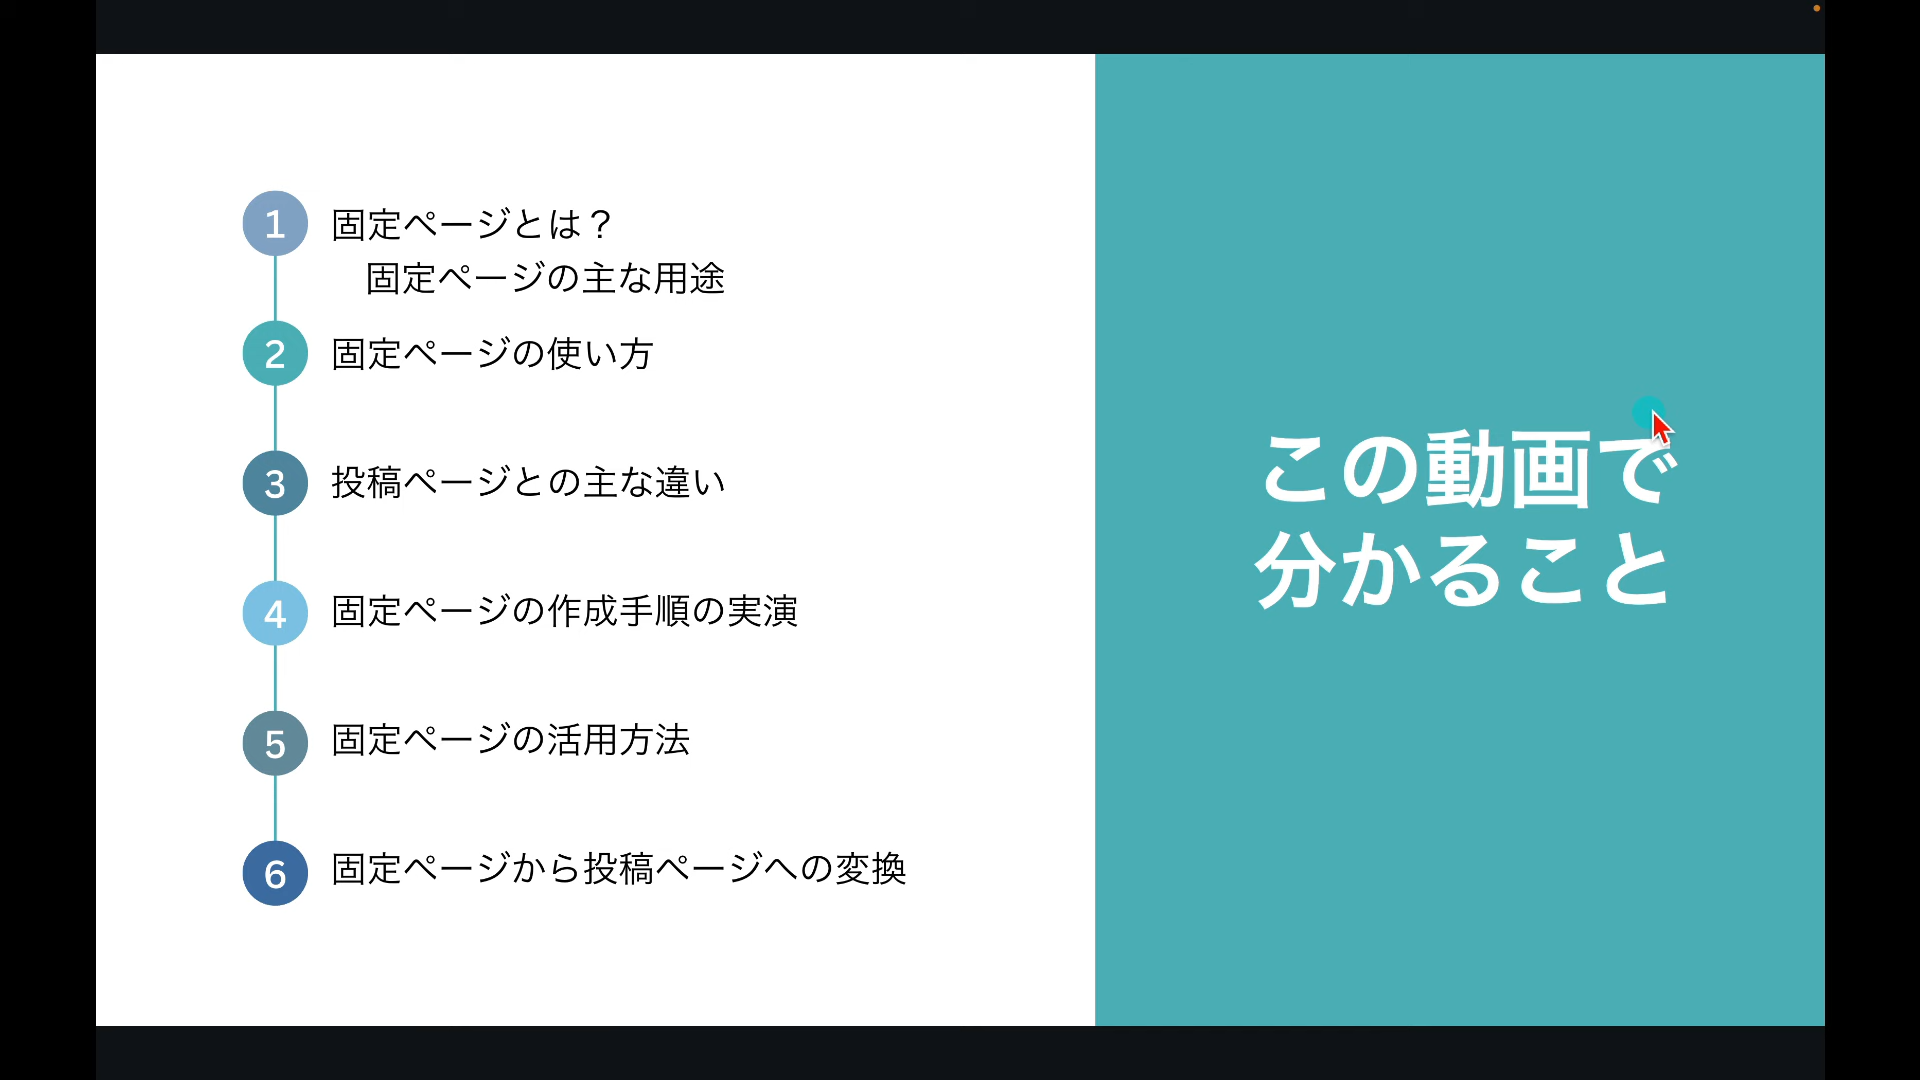 1 固定ページとは？
固定ページの主な用途
2 固定ページの使い方
3 投稿ページとの主な違い
4 固定ページの作成手順の実演
5 固定ページの活用方法
6 固定ページから投稿ページへの変換
この動画で
分かること